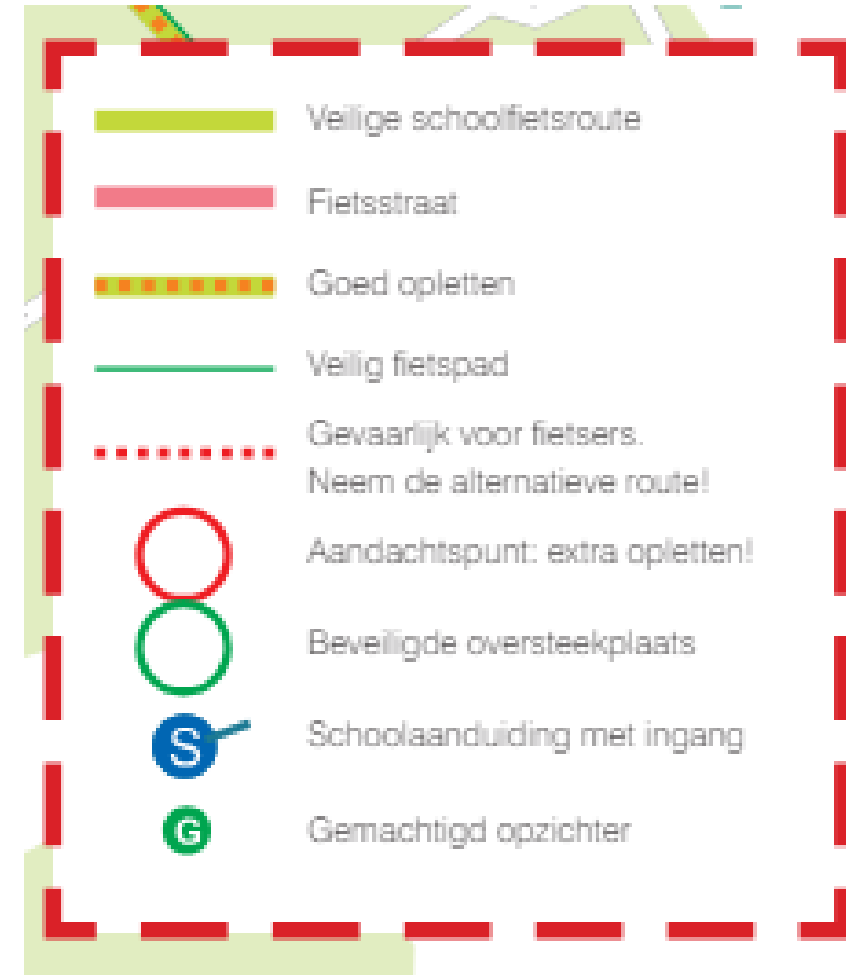 Veilige schoolfietsroute
Fietsstraat
Goed opletten
Veilig fietspad
Gevaarlijk voor fietsers.
Neem de alternatieve route!
Aandachtspunt: extra opletten!
Beveiligde oversteekplaats
S Schoolaanduiding met ingang
G Gemachtigd opzichter